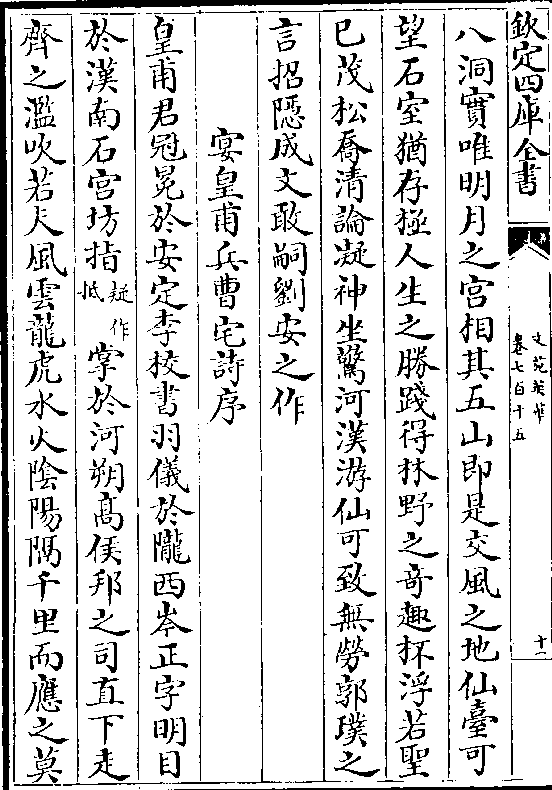 欽定四庫全書
文苑英華
卷七百十五
十一
八洞實唯明月之宫相其五山即是交風之地仙臺可
望石室猶存極人生之勝踐得林野之竒趣杯浮若聖
已茂松喬清論凝神坐驚河漢游仙可致無勞郭璞之
言招隱成文敢嗣劉安之作
宴皇甫兵曹宅詩序
皇甫君冠冕於安定李校書羽儀於隴西岑正字明目
於漢南石宫坊指疑作抵掌於河朔髙侯邦之司直下走
齊之濫吹若夫風雲龍虎水火陰陽隔千里而應之莫